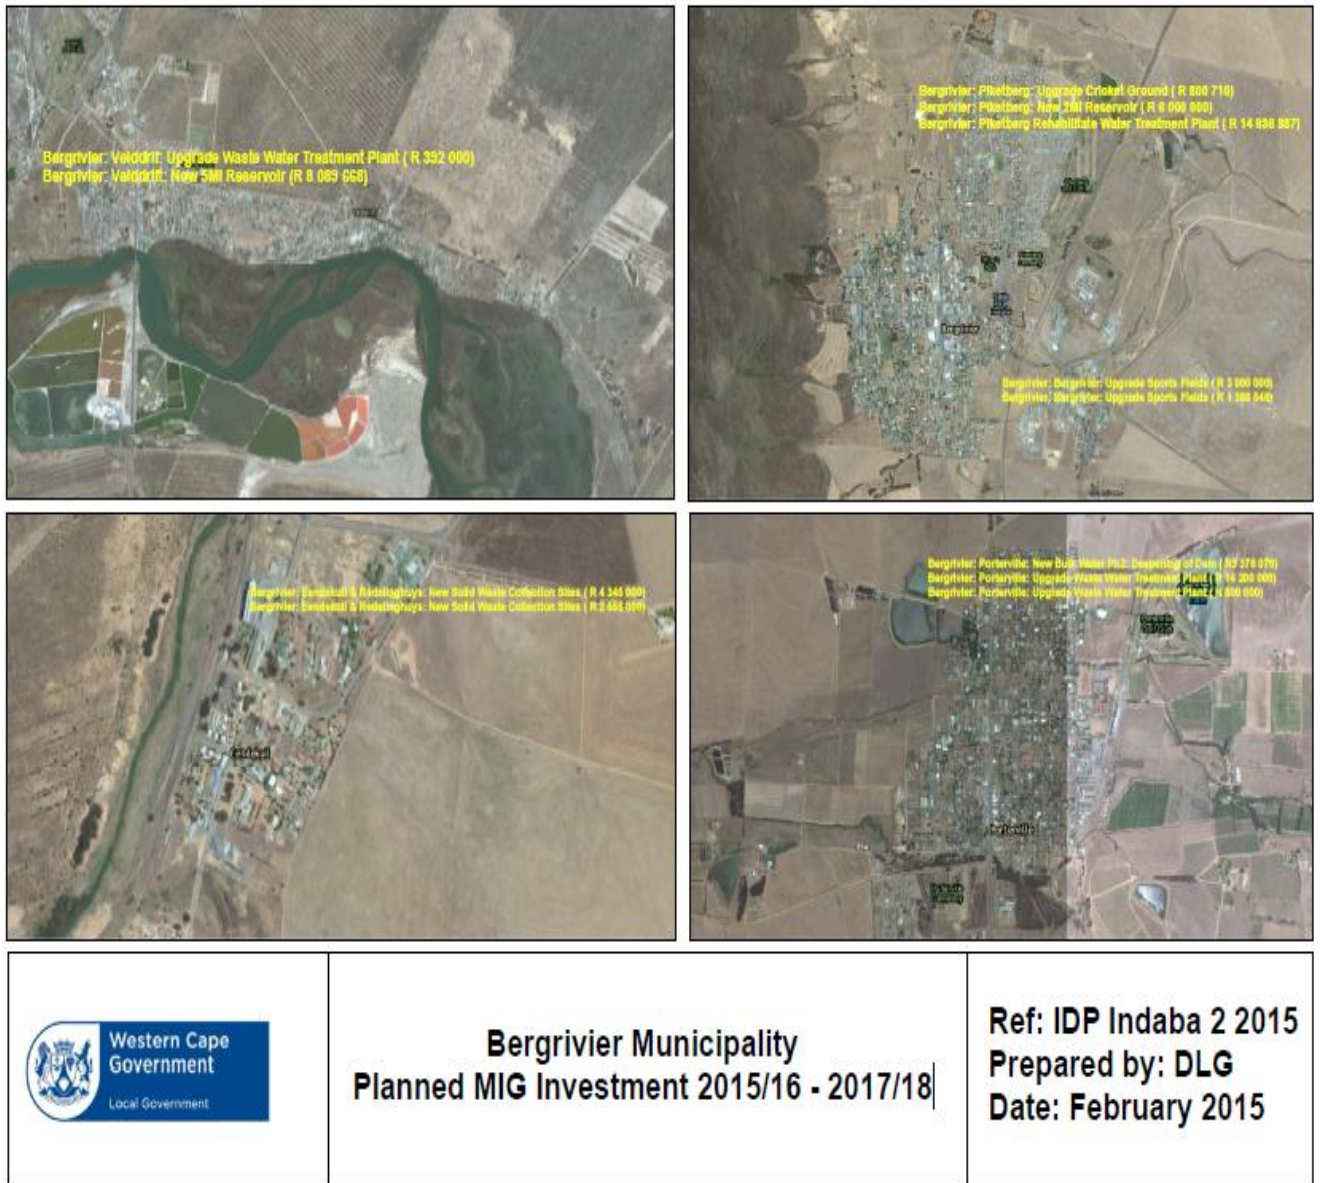 Bergrivier: Velddrif: Upgrade Waste Water Treatment Plant ( R 392 000)
Bergrivier: Velddrift: New 5Ml Reservoir (R 8 089 668)
Bergrivier: Piketberg: Upgrade Cricket Ground ( R 800 710)
Bergrivier: Piketberg: New 2Ml Reservoir ( R 6 000 000)
Bergrivier: Piketberg Rehabilitate Water Treatment Plant ( R 14 836 887)
Bergrivier
Bergrivier: Bergrivier: Upgrade Sports Fields ( R 3 000 000)
Bergrivier: Bergrivier: Upgrade Sports Fields
Bergrivier: Eendekuil & Redelinghuys: New Solid Waste Collection Sites ( R 4 345 000)
Bergrivier: Eendekuil & Redelinghuys: New Solid Waste Collection Sites
Eendekuil
Bergrivier: Porterville: New Bulk Water Ph2: Deepening of Dam
Bergrivier: Porterville: Upgrade Waste Water Treatment Plant
Bergrivier: Porterville: Upgrade Waste Water Treatment Plant
Porterville
Western Cape
Government
Local Government
Bergrivier Municipality
Planned MIG Investment 2015/16 - 2017/18
Ref: IDP Indaba 2 2015
Prepared by: DLG
Date: February 2015